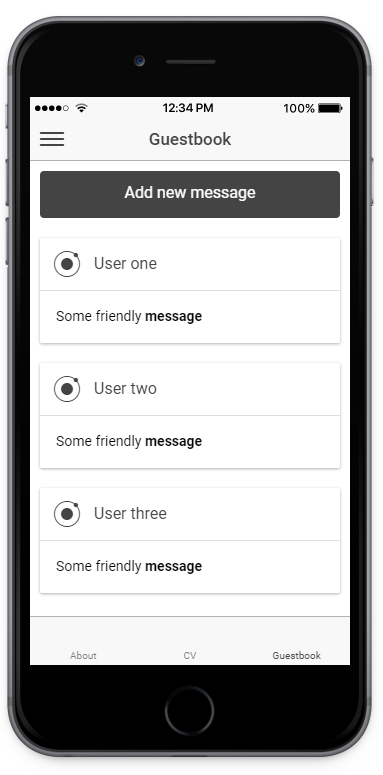 12:34 PM 100%
Guestbook
Add new message
User one
Some friendly message
User two
Some friendly message
User three
Some friendly message
About CV Guestbook